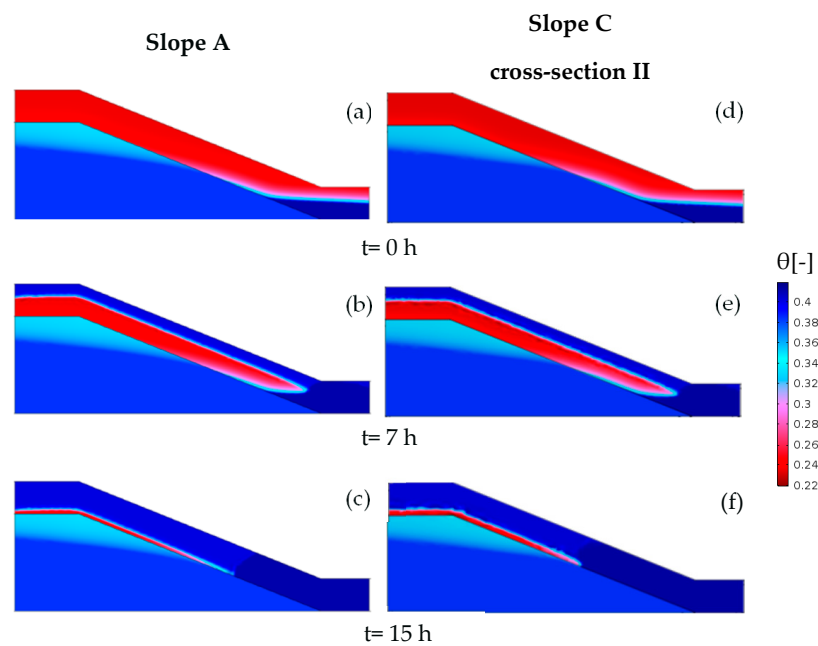 Slope A
Slope C
cross-section II
(a)
(d)
t= 0 h
θ[-]
(b)
(e)
0.4
0.38
0.36
0.34
0.32
0.3
0.28
0.26
0.24
0.22
t= 7 h
(c)
(f)
t= 15 h